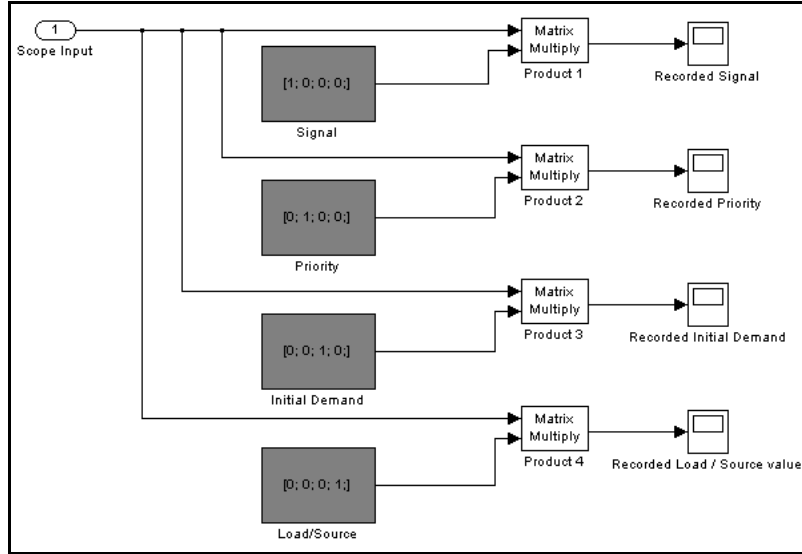 1
Scope Input
[1; 0; 0; 0;]
Signal
Matrix
Multiply
Product 1
Recorded Signal
[0; 1; 0; 0;]
Priority
Matrix
Multiply
Product 2
Recorded Priority
[0; 0; 1; 0;]
Initial Demand
Matrix
Multiply
Product 3
Recorded Initial Demand
[0; 0; 0; 1;]
Load/Source
Matrix
Multiply
Product 4
Recorded Load / Source value